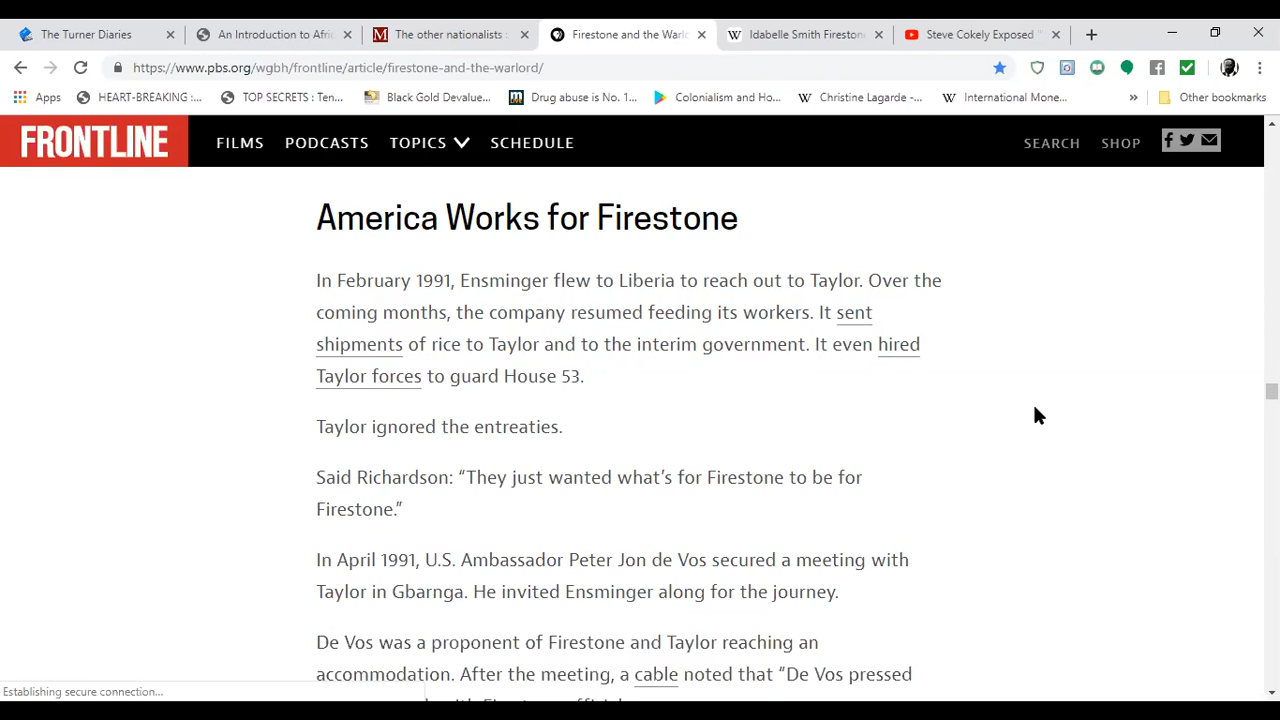 The Turner Diaries
An Introduction to Afric
The other nationalists :
Firestone and the Warlo
Idabelle Smith Firestone
Steve Cokely Exposed "
https://www.pbs.org/wgbh/frontline/article/firestone-and-the-warlord/
Apps
HEART-BREAKING :...
TOP SECRETS : Ten...
Black Gold Devalue...
Drug abuse is No. 1...
Colonialism and Ho...
Christine Lagarde -...
International Mone...
Other bookmarks
FRONTLINE
FILMS
PODCASTS
TOPICS
SCHEDULE
SEARCH
SHOP
America Works for Firestone
In February 1991, Ensminger flew to Liberia to reach out to Taylor. Over the
coming months, the company resumed feeding its workers. It sent
shipments of rice to Taylor and to the interim government. It even hired
Taylor forces to guard House 53.
Taylor ignored the entreaties.
Said Richardson: “They just wanted what’s for Firestone to be for
Firestone.”
In April 1991, U.S. Ambassador Peter Jon de Vos secured a meeting with
Taylor in Gbarnga. He invited Ensminger along for the journey.
De Vos was a proponent of Firestone and Taylor reaching an
accommodation. After the meeting, a cable noted that “De Vos pressed
Establishing secure connection...